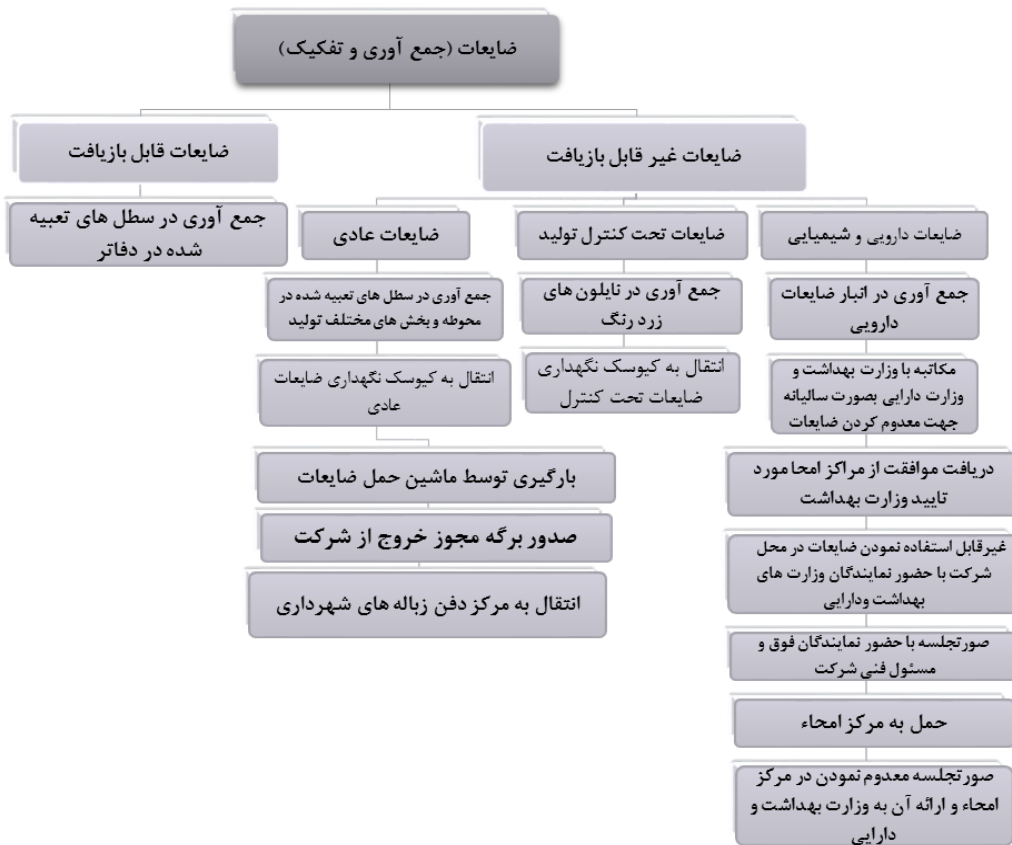 ضایعات (جمع آوری و تفکیک)
ضایعات غیر قابل بازیافت
ضایعات قابل بازیافت
ضایعات دارویی و شیمیایی
جمع آوری در انبار ضایعات
دارویی
مکاتبه با وزارت بهداشت و
وزارت دارایی بصورت سالیانه
جهت معدوم کردن ضایعات
دریافت موافقت از مراکز امحا مورد
تایید وزارت بهداشت
غیرقابل استفاده نمودن ضایعات در محل
شرکت با حضور نمایندگان وزارت های
بهداشت ودارایی
صورتجلسه با حضور نمایندگان فوق و
مسئول فنی شرکت
حمل به مرکز امحاء
صورتجلسه معدوم نمودن در مرکز
امحاء و ارائه آن به وزارت بهداشت و
دارایی
ضایعات تحت کنترل تولید
جمع آوری در نایلون های
زرد رنگ
انتقال به کیوسک نگهداری
ضایعات تحت کنترل
ضایعات عادی
جمع آوری در سطل های تعبیه شده در
محوطه و بخش های مختلف تولید
انتقال به کیوسک نگهداری ضایعات
عادی
بارگیری توسط ماشین حمل ضایعات
صدور برگه مجوز خروج از شرکت
انتقال به مرکز دفن زباله های شهرداری
جمع آوری در سطل های تعبیه
شده در دفاتر